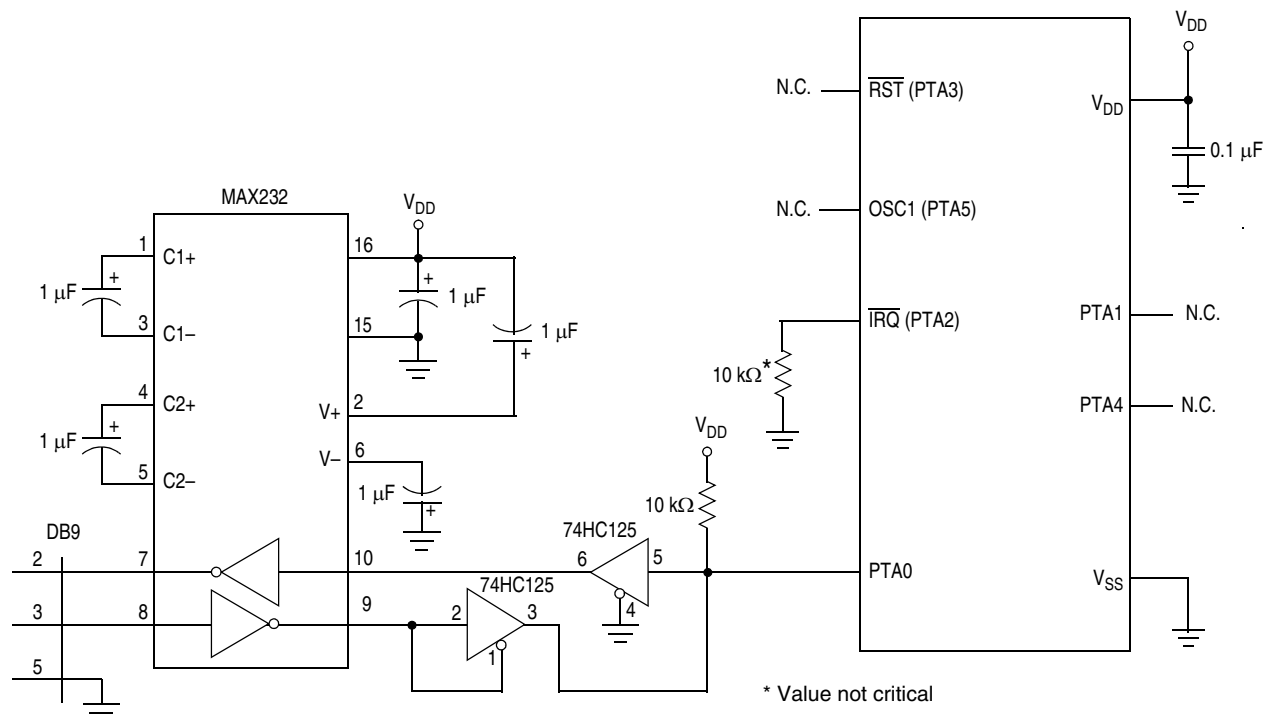 V_DD
N.C.
RST (PTA3)
V_DD
0.1 µF
MAX232
V_DD
N.C.
OSC1 (PTA5)
1
C1+
16
+
1 µF
+
1 µF
3
C1–
15
1 µF
+
IRQ (PTA2)
PTA1
N.C.
10 kΩ*
4
C2+
V+
2
PTA4
N.C.
+
1 µF
V_DD
5
C2–
V–
6
1 µF
+
10 kΩ
DB9
74HC125
2
7
10
6
5
PTA0
V_SS
74HC125
4
3
8
9
2
3
1
5
* Value not critical